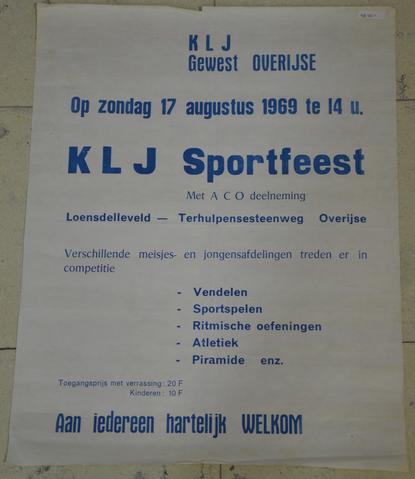 KLJ
Gewest OVERIJSE
Op zondag 17 augustus 1969 te 14 u.
KLJ Sportfeest
Met A C O deelneming
Loensdelleveld — Terhulpensesteenweg Overijse
Verschillende meisjes- en jongensafdelingen treden er in
competitie
- Vendelen
- Sportspelen
- Ritmische oefeningen
- Atletiek
- Piramide enz.
Toegangsprijs met verrassing: 20 F
Kinderen: 10 F
Aan iedereen hartelijk WELKOM